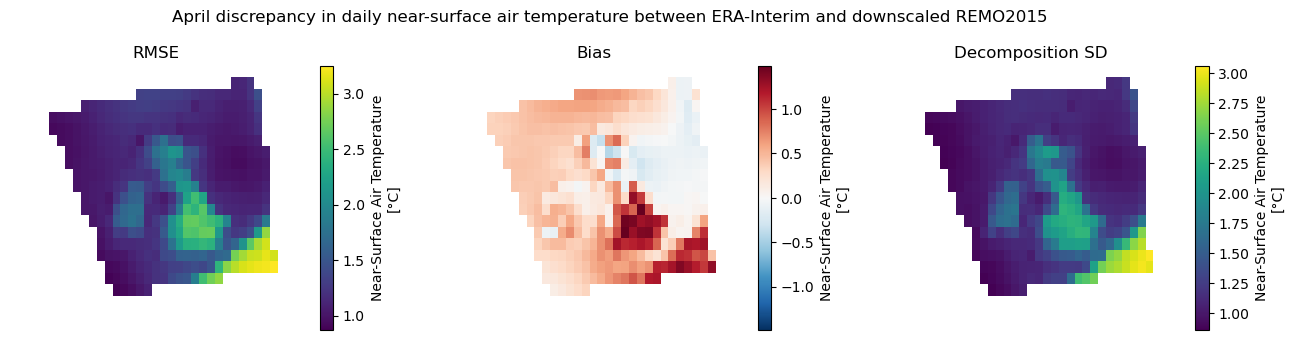 April discrepancy in daily near-surface air temperature between ERA-Interim and downscaled REMO2015
RMSE
3.0
2.5
2.0
1.5
1.0
Near-Surface Air Temperature
[°C]
Bias
1.0
0.5
0.0
−0.5
−1.0
Near-Surface Air Temperature
[°C]
Decomposition SD
3.00
2.75
2.50
2.25
2.00
1.75
1.50
1.25
1.00
Near-Surface Air Temperature
[°C]